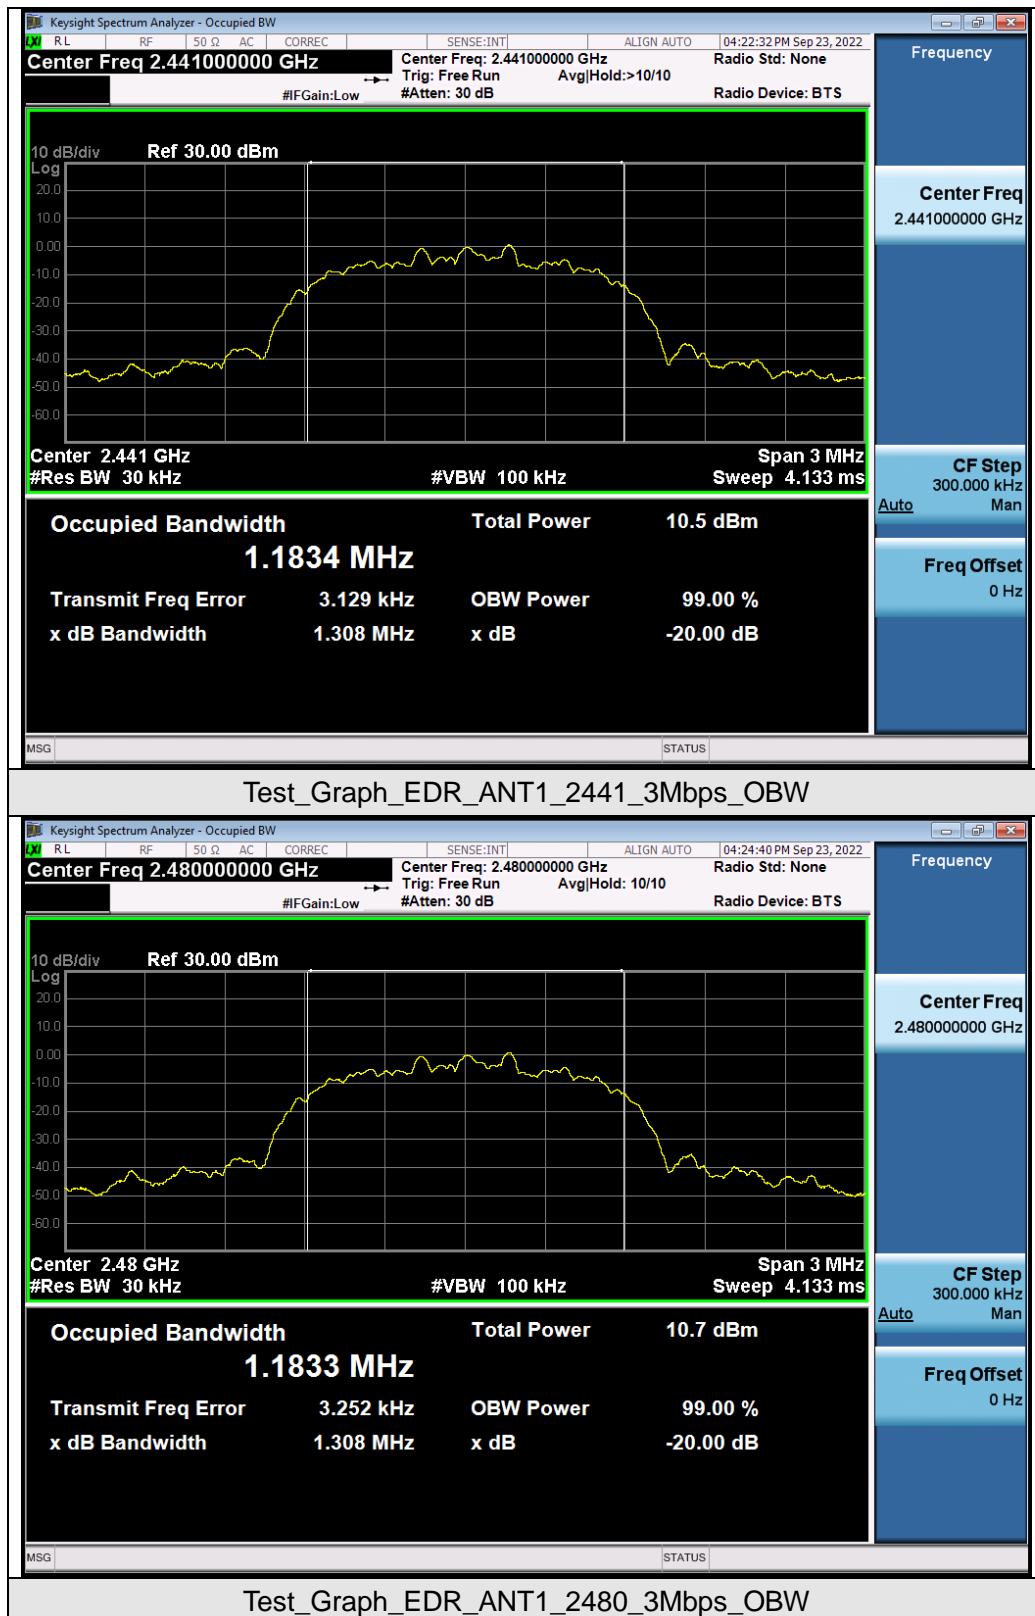 Keysight Spectrum Analyzer - Occupied BW
LXI RL RF 50 Ω AC CORREC SENSE:INT ALIGN AUTO 04:22:32 PM Sep 23, 2022
Center Freq 2.441000000 GHz
Center Freq: 2.441000000 GHz
Radio Std: None
Trig: Free Run Avg|Hold:>10/10
#IFGain:Low
#Atten: 30 dB
Radio Device: BTS
Frequency
10 dB/div Ref 30.00 dBm
Log
20.0
10.0
0.00
-10.0
-20.0
-30.0
-40.0
-50.0
-60.0
Center Freq
2.441000000 GHz
Center 2.441 GHz Span 3 MHz
#Res BW 30 kHz #VBW 100 kHz Sweep 4.133 ms
CF Step
300.000 kHz
Auto Man
Freq Offset
0 Hz
Occupied Bandwidth Total Power 10.5 dBm
1.1834 MHz
Transmit Freq Error 3.129 kHz OBW Power 99.00 %
x dB Bandwidth 1.308 MHz x dB -20.00 dB
MSG STATUS
Test_Graph_EDR_ANT1_2441_3Mbps_OBW
Keysight Spectrum Analyzer - Occupied BW
LXI RL RF 50 Ω AC CORREC SENSE:INT ALIGN AUTO 04:24:40 PM Sep 23, 2022
Center Freq 2.480000000 GHz
Center Freq: 2.480000000 GHz
Radio Std: None
Trig: Free Run Avg|Hold: 10/10
#IFGain:Low
#Atten: 30 dB
Radio Device: BTS
Frequency
10 dB/div Ref 30.00 dBm
Log
20.0
10.0
0.00
-10.0
-20.0
-30.0
-40.0
-50.0
-60.0
Center Freq
2.480000000 GHz
Center 2.48 GHz Span 3 MHz
#Res BW 30 kHz #VBW 100 kHz Sweep 4.133 ms
CF Step
300.000 kHz
Auto Man
Freq Offset
0 Hz
Occupied Bandwidth Total Power 10.7 dBm
1.1833 MHz
Transmit Freq Error 3.252 kHz OBW Power 99.00 %
x dB Bandwidth 1.308 MHz x dB -20.00 dB
MSG STATUS
Test_Graph_EDR_ANT1_2480_3Mbps_OBW